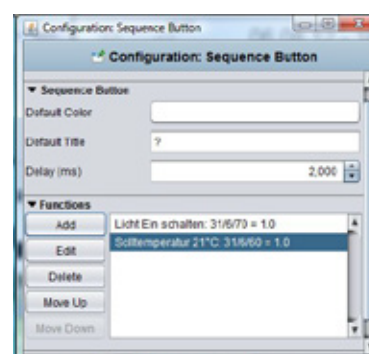 Configuration: Sequence Button
Configuration: Sequence Button
Sequence Button
Default Color
Default Title ?
Delay (ms) 2,000
Functions
Add
Edit
Delete
Move Up
Move Down
Licht Ein schalten: 31/6/70 = 1.0
Solltemperatur 21°C: 31/6/60 = 1.0